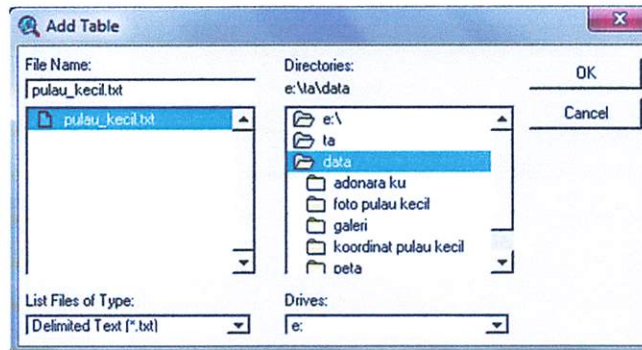 Add Table
File Name:
pulau_kecil.txt
pulau_kecil.txt
List Files of Type:
Delimited Text (*.txt)
Directories:
e:\ta\data
e:\
ta
data
adonara ku
foto pulau kecil
galeri
koordinat pulau kecil
peta
Drives:
e:
OK
Cancel